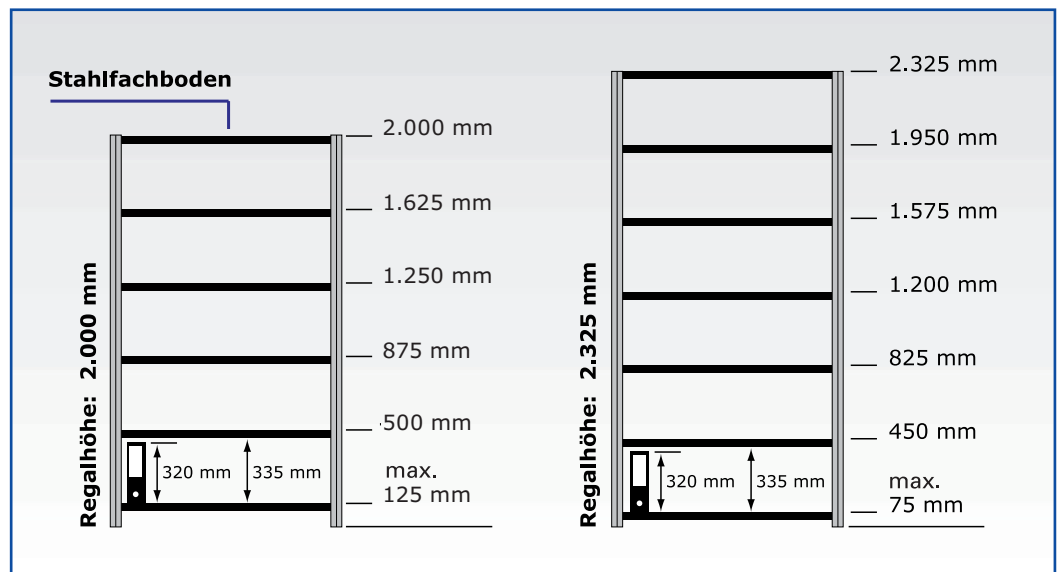 Stahlfachboden
2.000 mm
1.625 mm
1.250 mm
875 mm
500 mm
max.
125 mm
320 mm
335 mm
Regalhöhe: 2.000 mm
2.325 mm
1.950 mm
1.575 mm
1.200 mm
825 mm
450 mm
max.
75 mm
320 mm
335 mm
Regalhöhe: 2.325 mm